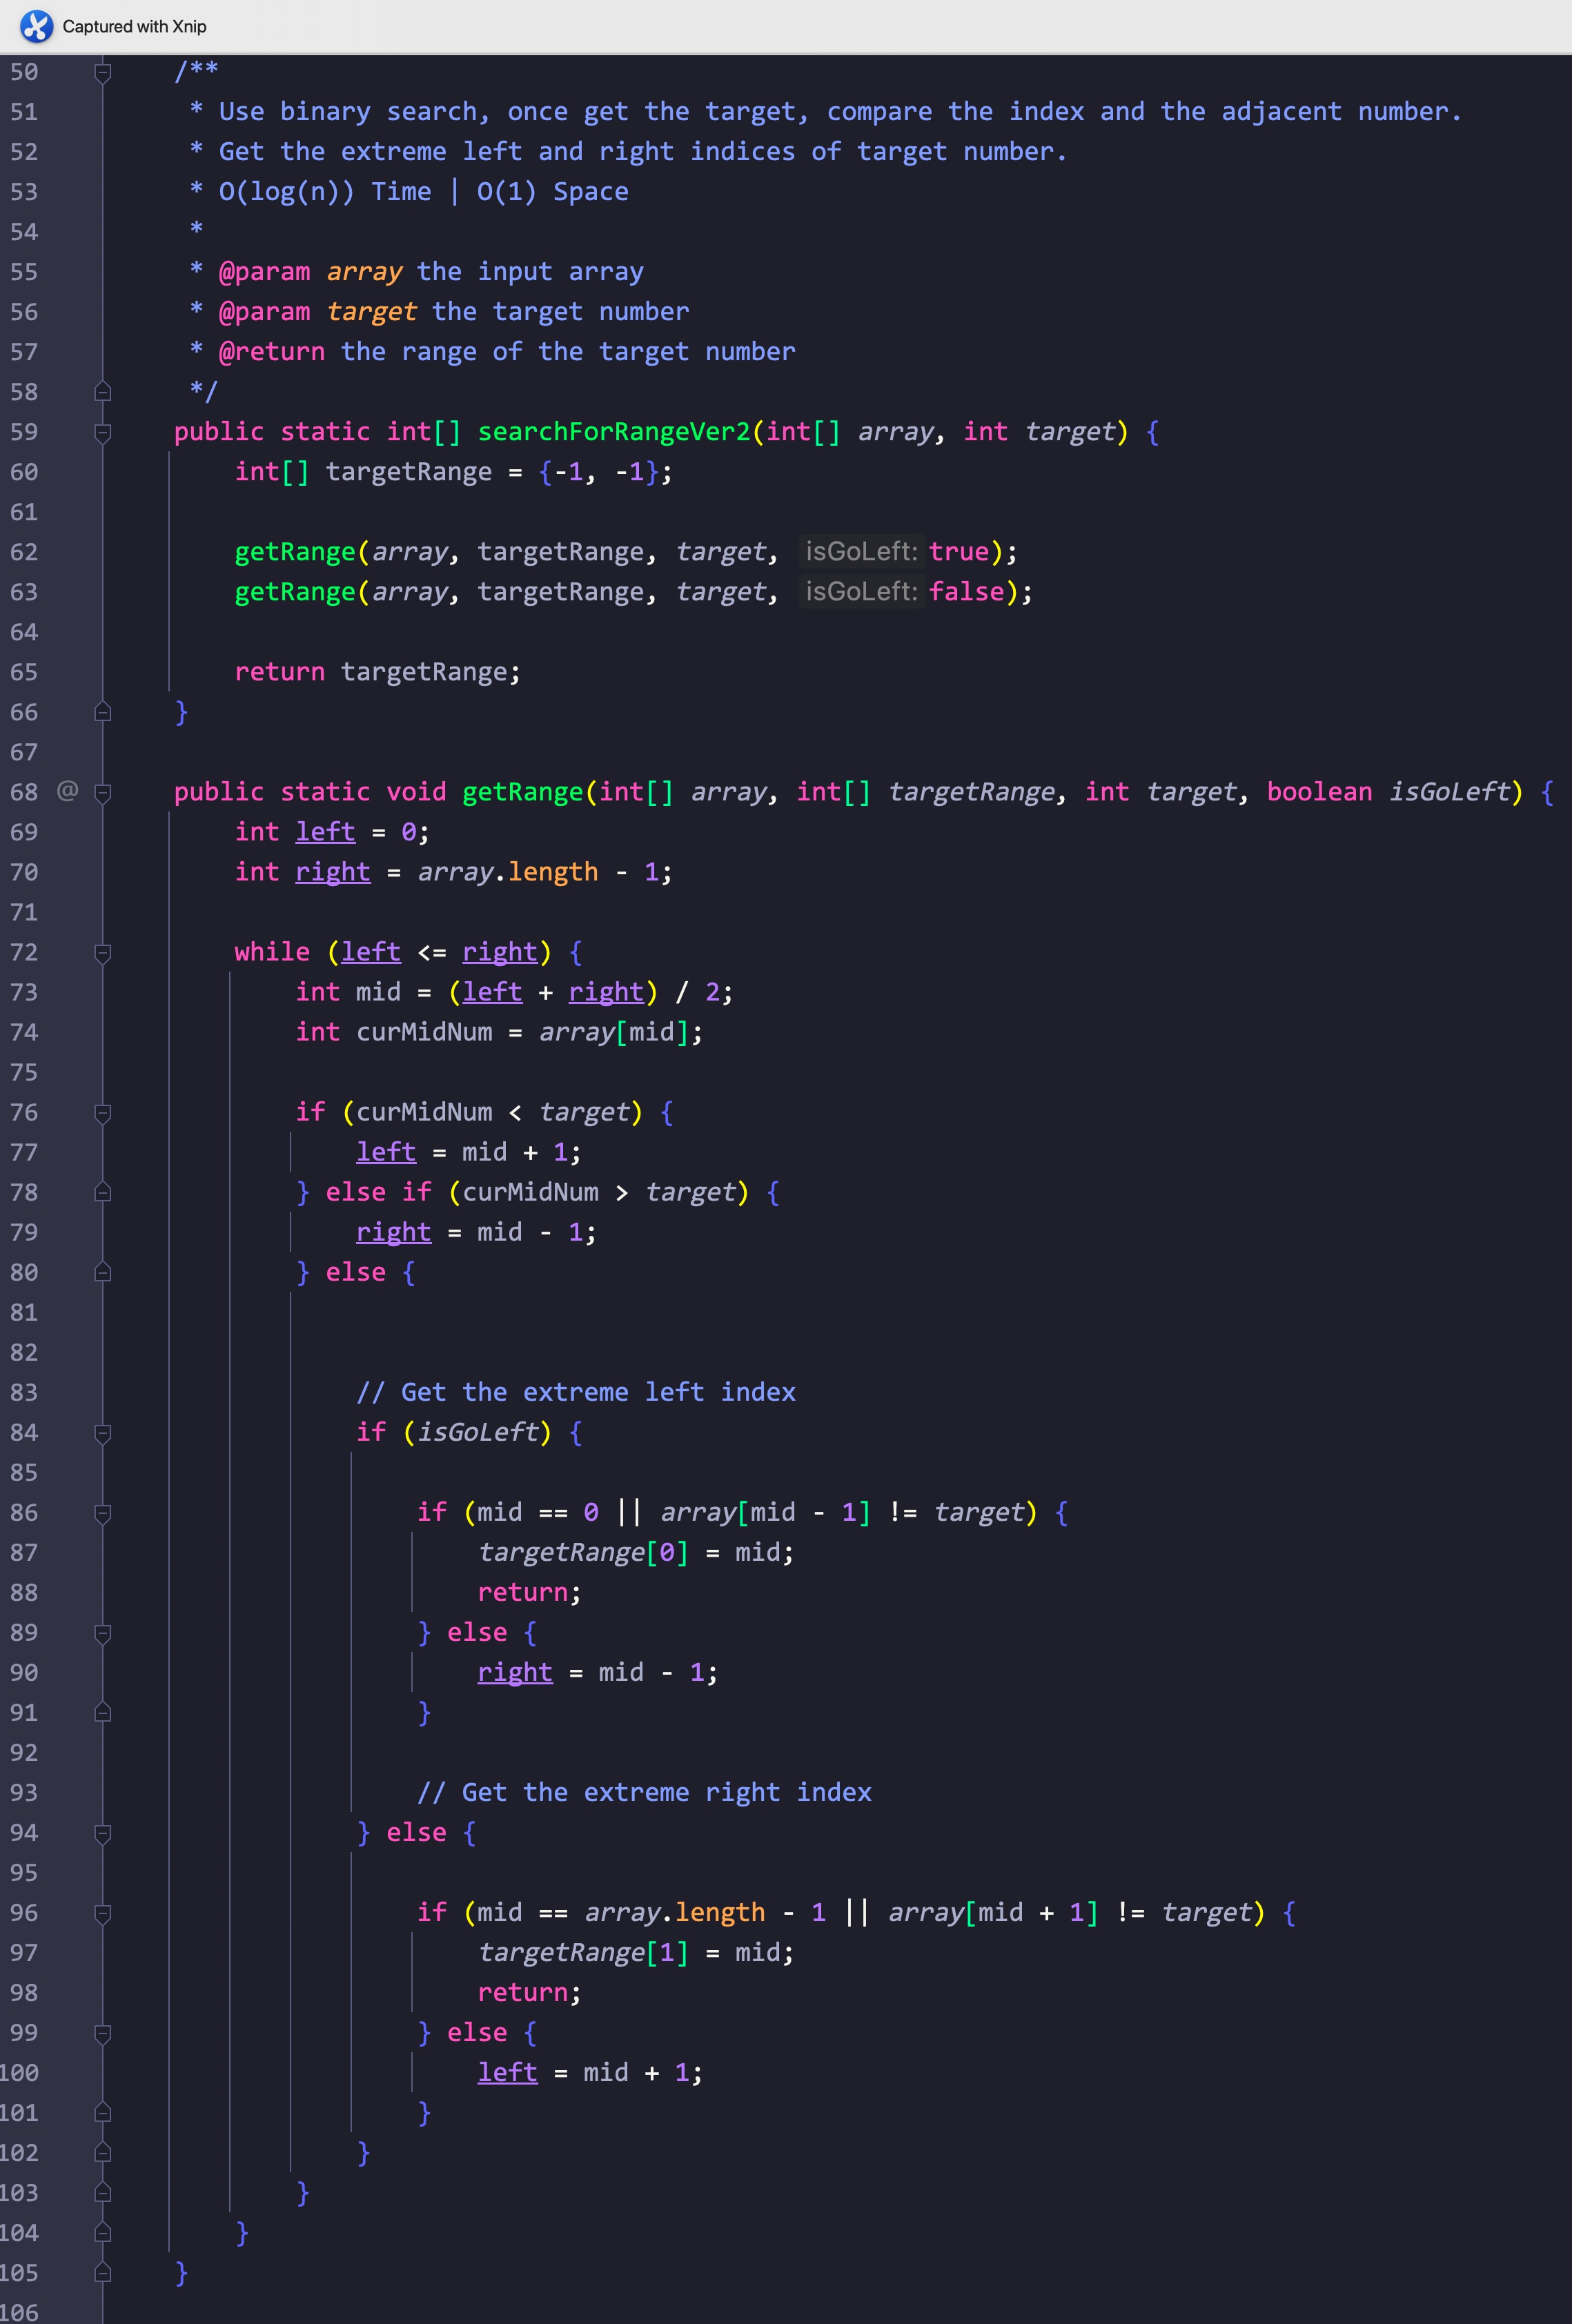 Captured with Xnip
50 /**
51 * Use binary search, once get the target, compare the index and the adjacent number.
52 * Get the extreme left and right indices of target number.
53 * O(log(n)) Time | O(1) Space
54 *
55 * @param array the input array
56 * @param target the target number
57 * @return the range of the target number
58 */
59 public static int[] searchForRangeVer2(int[] array, int target) {
60 int[] targetRange = {-1, -1};
61
62 getRange(array, targetRange, target, isGoLeft: true);
63 getRange(array, targetRange, target, isGoLeft: false);
64
65 return targetRange;
66 }
67
68 @ public static void getRange(int[] array, int[] targetRange, int target, boolean isGoLeft) {
69 int left = 0;
70 int right = array.length - 1;
71
72 while (left <= right) {
73 int mid = (left + right) / 2;
74 int curMidNum = array[mid];
75
76 if (curMidNum < target) {
77 left = mid + 1;
78 } else if (curMidNum > target) {
79 right = mid - 1;
80 } else {
81
82
83 // Get the extreme left index
84 if (isGoLeft) {
85
86 if (mid == 0 || array[mid - 1] != target) {
87 targetRange[0] = mid;
88 return;
89 } else {
90 right = mid - 1;
91 }
92
93 // Get the extreme right index
94 } else {
95
96 if (mid == array.length - 1 || array[mid + 1] != target) {
97 targetRange[1] = mid;
98 return;
99 } else {
100 left = mid + 1;
101 }
102 }
103 }
104 }
105 }
106